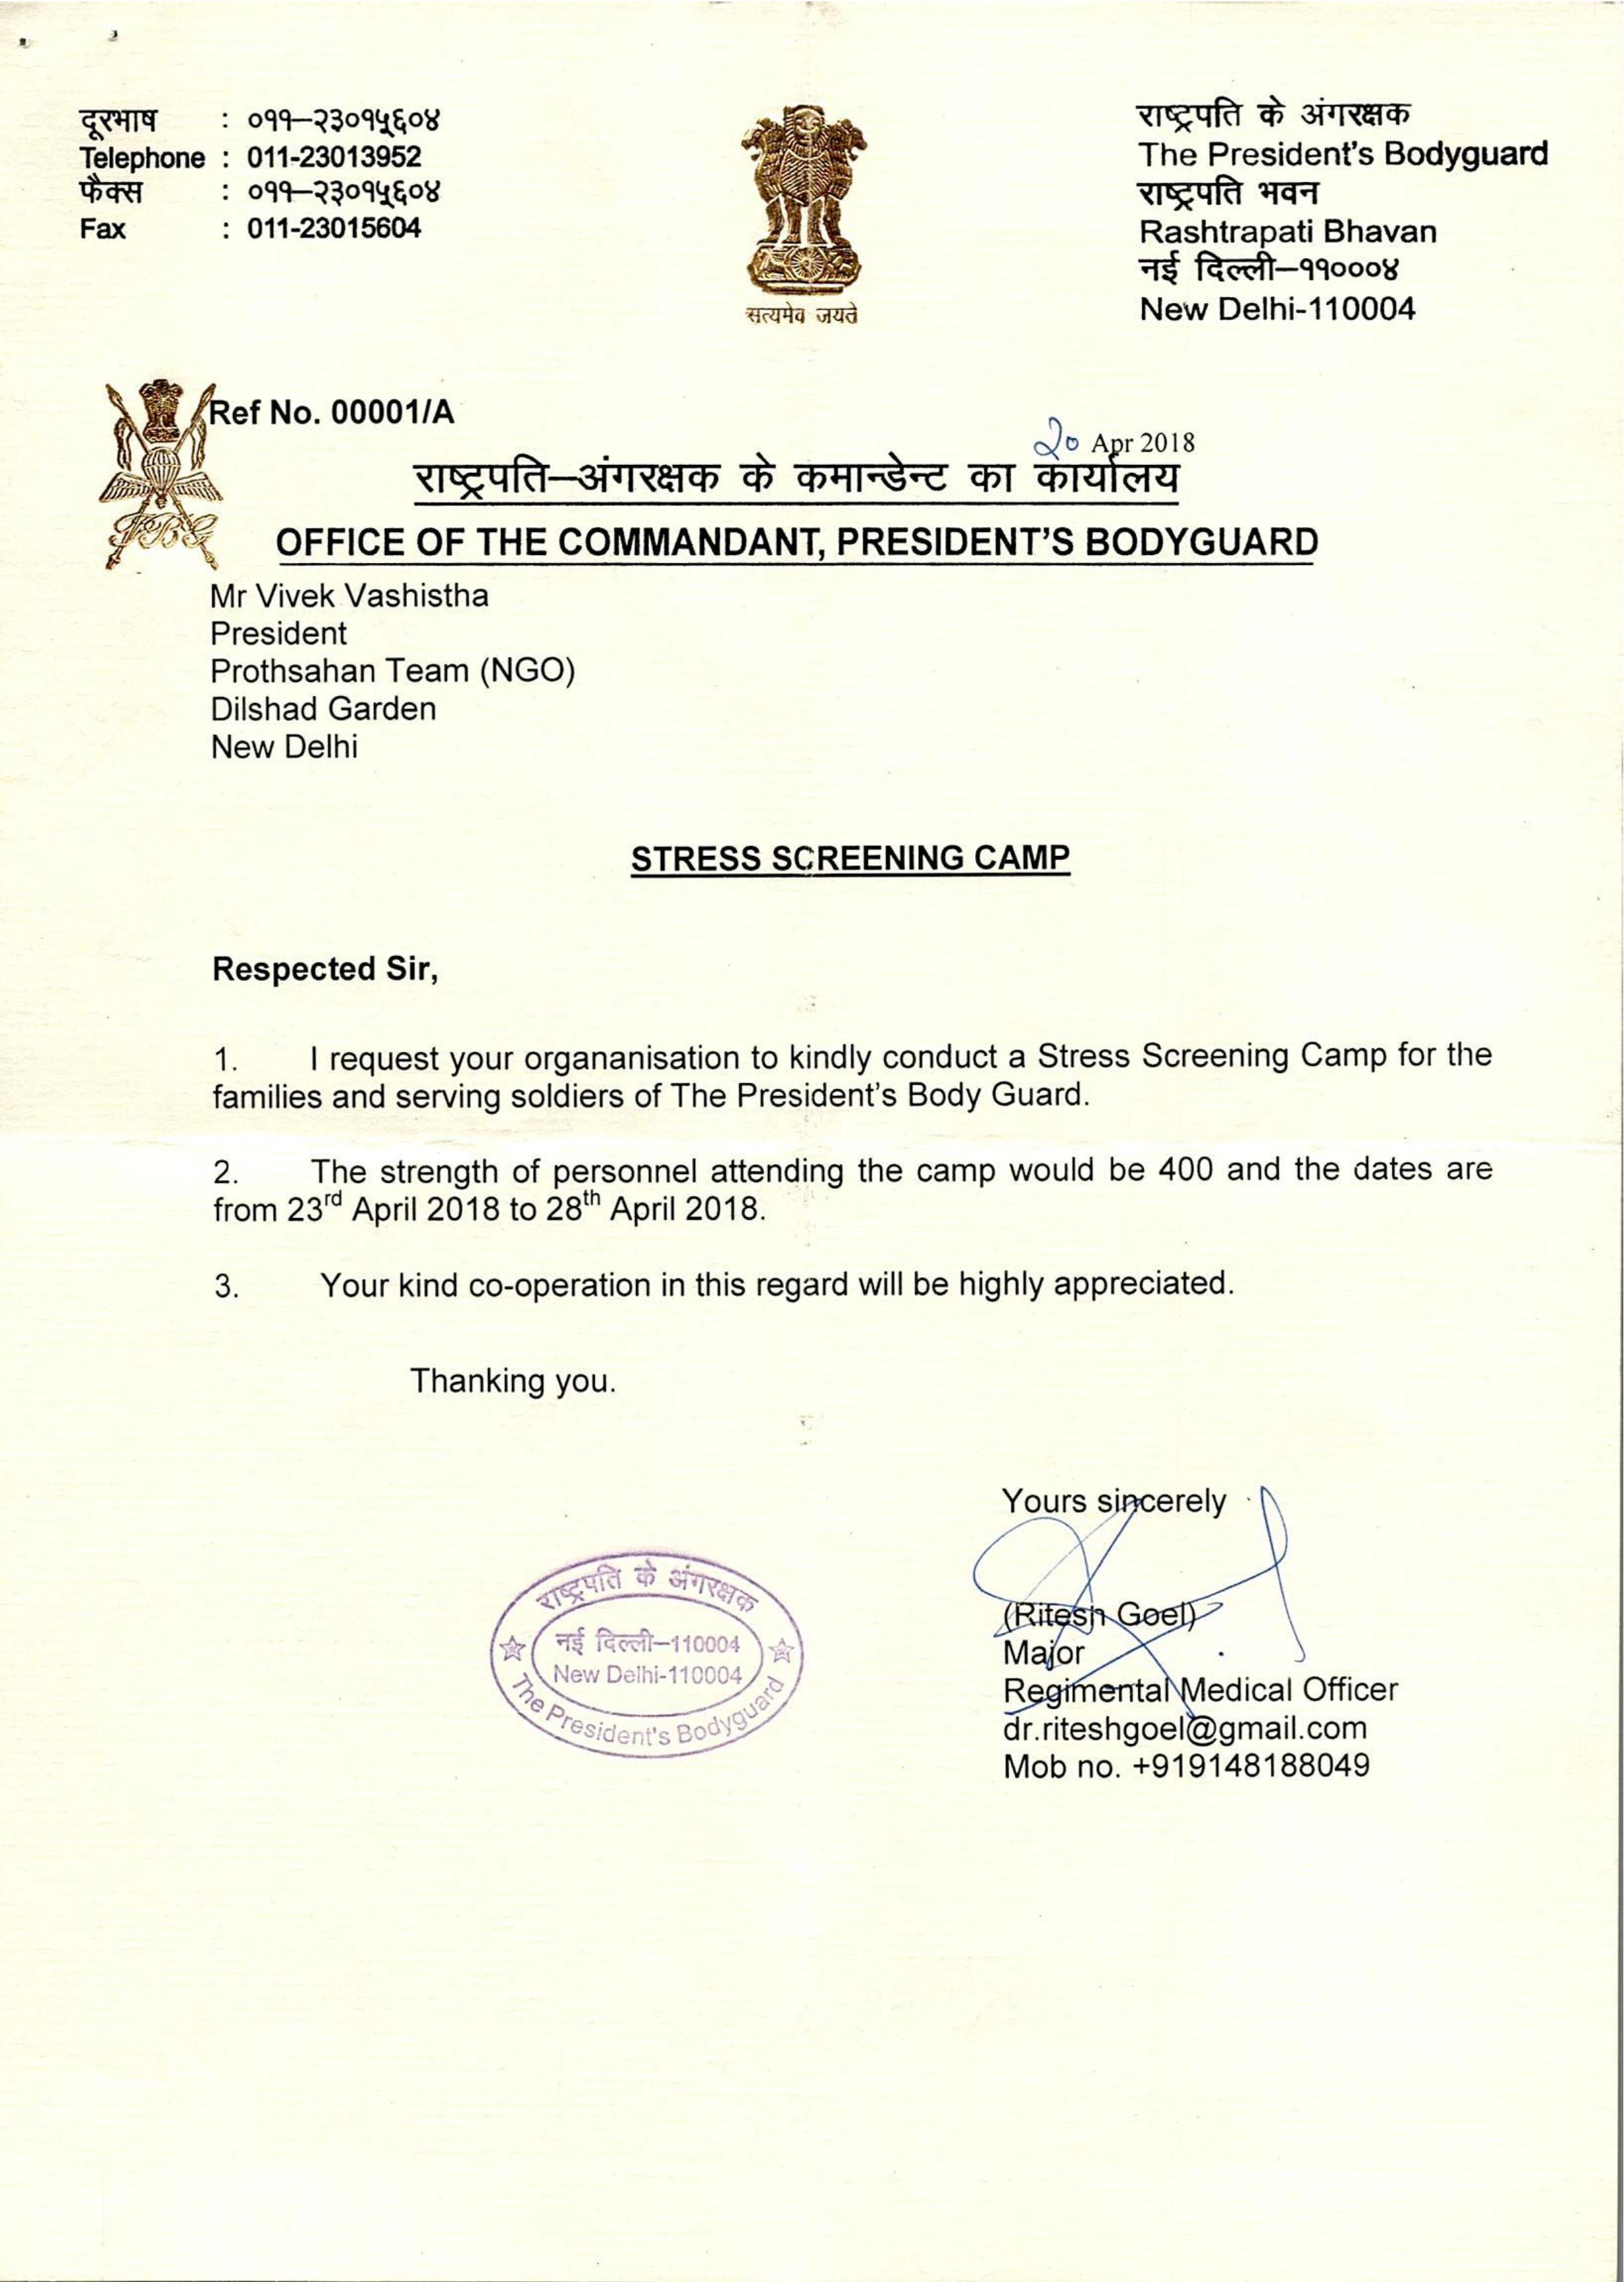 दूरभाष : ०११–२३०१५६०४
Telephone : 011-23013952
फैक्स : ०११–२३०१५६०४
Fax : 011-23015604
सत्यमेव जयते
राष्ट्रपति के अंगरक्षक
The President's Bodyguard
राष्ट्रपति भवन
Rashtrapati Bhavan
नई दिल्ली–११०००४
New Delhi-110004
Ref No. 00001/A
20 Apr 2018
राष्ट्रपति–अंगरक्षक के कमान्डेन्ट का कार्यालय
OFFICE OF THE COMMANDANT, PRESIDENT'S BODYGUARD
PBG
Mr Vivek Vashistha
President
Prothsahan Team (NGO)
Dilshad Garden
New Delhi
STRESS SCREENING CAMP
Respected Sir,
1. I request your organanisation to kindly conduct a Stress Screening Camp for the
families and serving soldiers of The President's Body Guard.
2. The strength of personnel attending the camp would be 400 and the dates are
from 23rd April 2018 to 28th April 2018.
3. Your kind co-operation in this regard will be highly appreciated.
Thanking you.
Yours sincerely
(Ritesh Goel)
Major
Regimental Medical Officer
dr.riteshgoel@gmail.com
Mob no. +919148188049
राष्ट्रपति के अंगरक्षक
नई दिल्ली–110004
New Delhi-110004
The President's Bodyguard